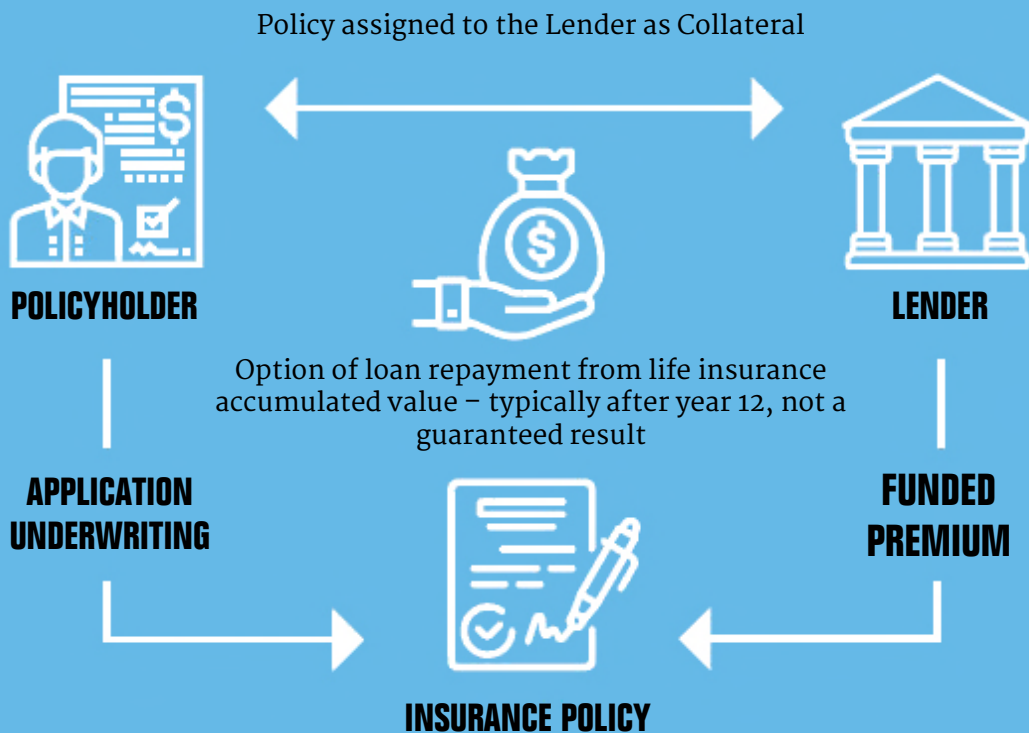 Policy assigned to the Lender as Collateral
$
$
POLICYHOLDER
LENDER
Option of loan repayment from life insurance
accumulated value – typically after year 12, not a
guaranteed result
APPLICATION
UNDERWRITING
FUNDED
PREMIUM
INSURANCE POLICY